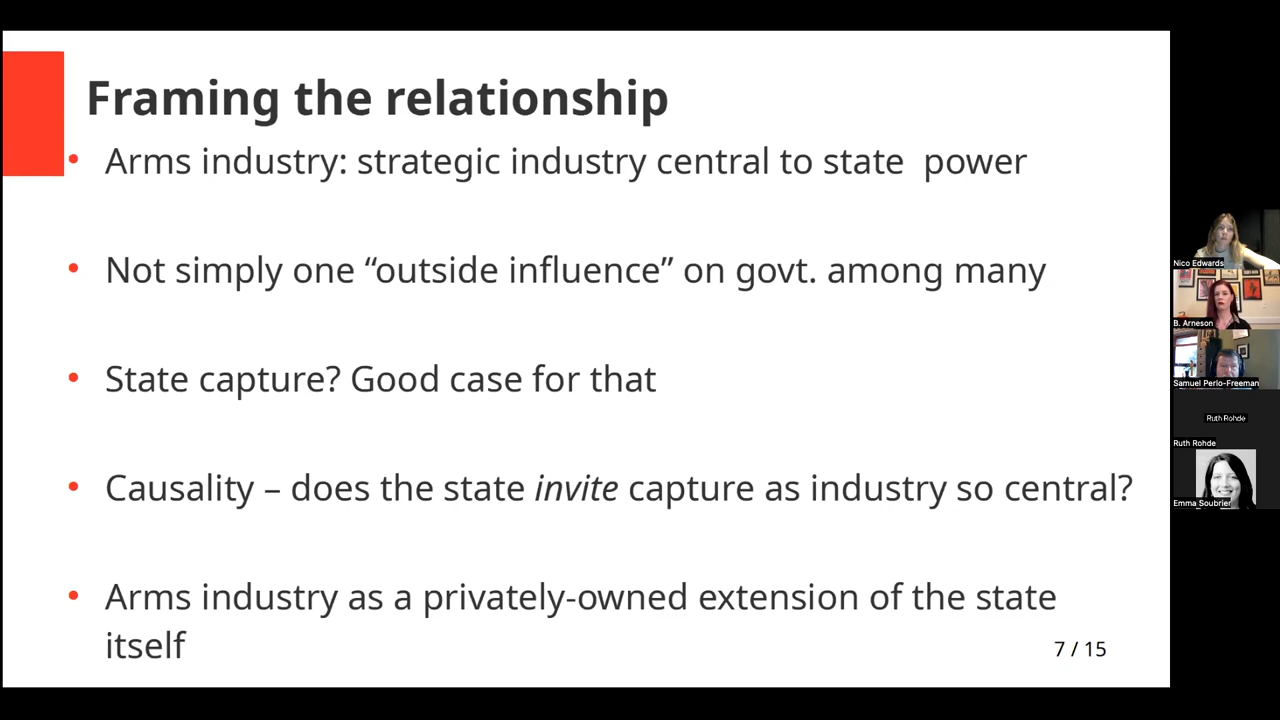 Framing the relationship
• Arms industry: strategic industry central to state  power
• Not simply one “outside influence” on govt. among many
• State capture? Good case for that
• Causality – does the state invite capture as industry so central?
• Arms industry as a privately-owned extension of the state
itself
7 / 15
Nico Edwards
B. Arneson
Samuel Perlo-Freeman
Ruth Rohde
Ruth Rohde
Emma Soubrier